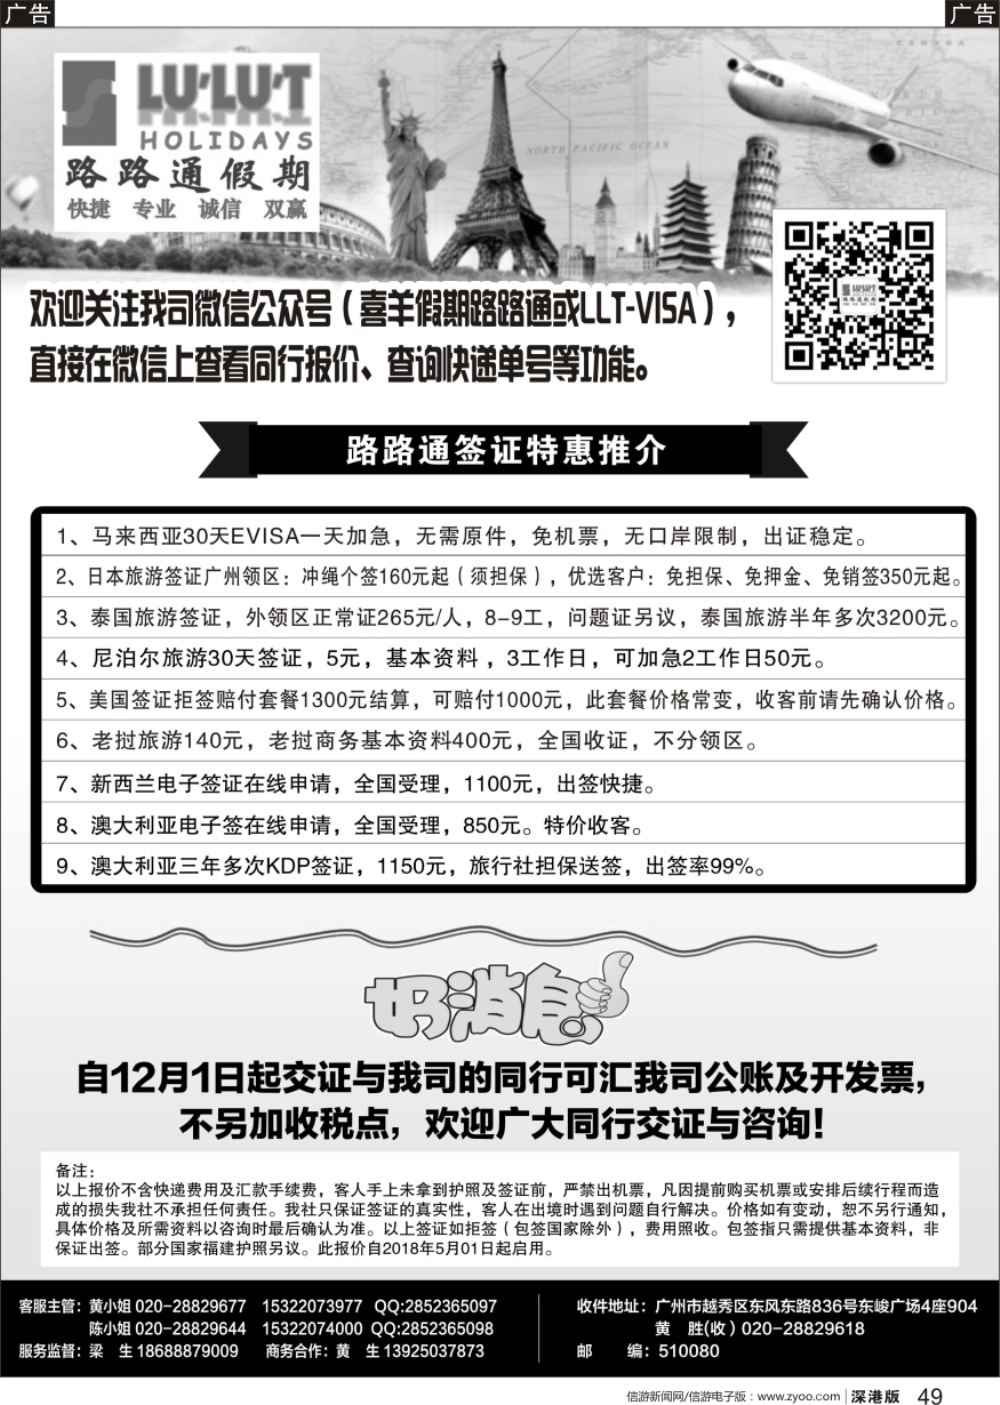 广告
广告
LU·LU·T
HOLIDAYS
路路通假期
快捷 专业 诚信 双赢
NORTH PACIFIC OCEAN
欢迎关注我司微信公众号（喜羊假期路路通或LLT-VISA），
直接在微信上查看同行报价、查询快递单号等功能。
路路通签证特惠推介
1、马来西亚30天EVISA一天加急，无需原件，免机票，无口岸限制，出证稳定。
2、日本旅游签证广州领区：冲绳个签160元起（须担保），优选客户：免担保、免押金、免销签350元起。
3、泰国旅游签证，外领区正常证265元/人，8-9工，问题证另议，泰国旅游半年多次3200元。
4、尼泊尔旅游30天签证，5元，基本资料，3工作日，可加急2工作日50元。
5、美国签证拒签赔付套餐1300元结算，可赔付1000元，此套餐价格常变，收客前请先确认价格。
6、老挝旅游140元，老挝商务基本资料400元，全国收证，不分领区。
7、新西兰电子签证在线申请，全国受理，1100元，出签快捷。
8、澳大利亚电子签在线申请，全国受理，850元。特价收客。
9、澳大利亚三年多次KDP签证，1150元，旅行社担保送签，出签率99%。
好消息
自12月1日起交证与我司的同行可汇我司公账及开发票，
不另加收税点，欢迎广大同行交证与咨询！
备注：
以上报价不含快递费用及汇款手续费，客人手上未拿到护照及签证前，严禁出机票，凡因提前购买机票或安排后续行程而造
成的损失我社不承担任何责任。我社只保证签证的真实性，客人在出境时遇到问题自行解决。价格如有变动，恕不另行通知，
具体价格及所需资料以咨询时最后确认为准。以上签证如拒签（包签国家除外），费用照收。包签指只需提供基本资料，非
保证出签。部分国家福建护照另议。此报价自2018年5月01日起启用。
客服主管：黄小姐 020-28829677 15322073977 QQ:2852365097
陈小姐 020-28829644 15322074000 QQ:2852365098
服务监督：梁 生 18688879009 商务合作：黄 生 13925037873
收件地址：广州市越秀区东风东路836号东峻广场4座904
黄 胜(收) 020-28829618
邮 编：510080
信游新闻网/信游电子版：www.zyoo.com 深港版 49